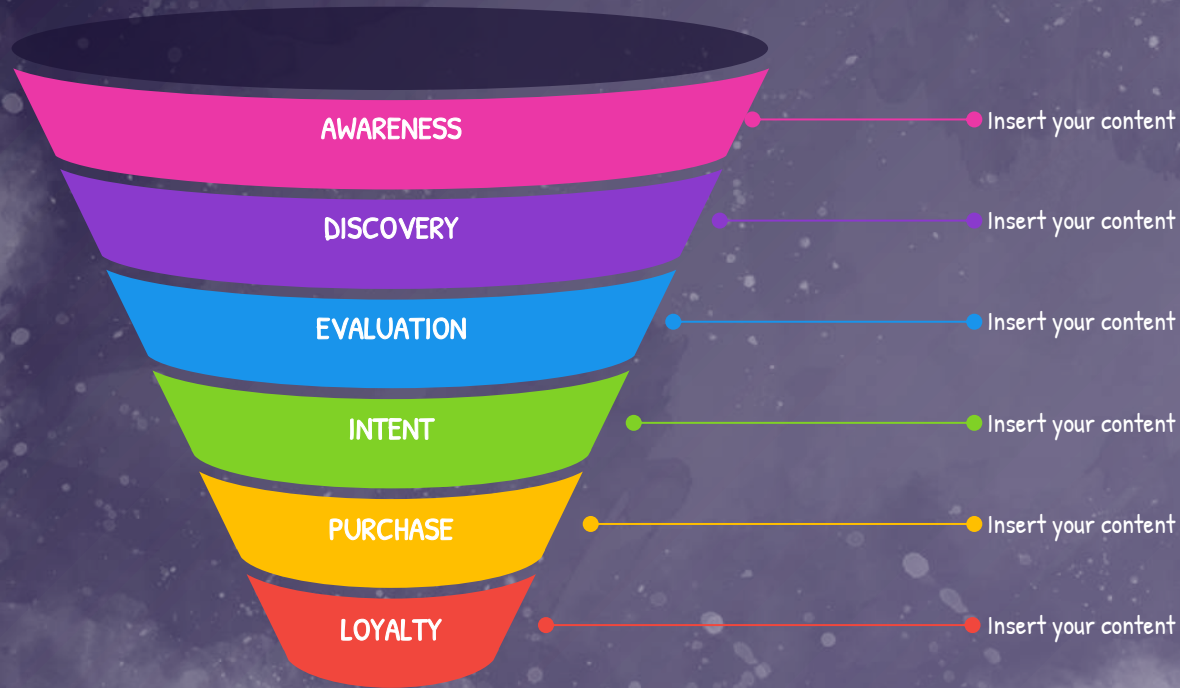 AWARENESS
Insert your content
DISCOVERY
Insert your content
EVALUATION
Insert your content
INTENT
Insert your content
PURCHASE
Insert your content
LOYALTY
Insert your content